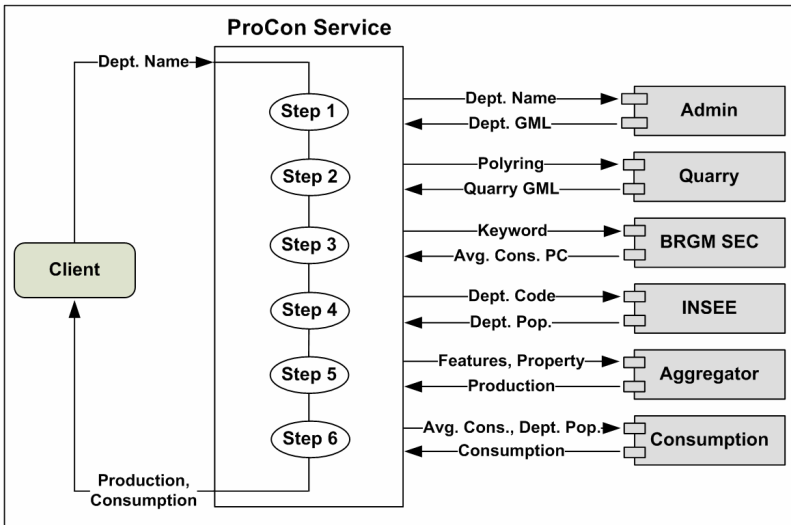 ProCon Service
Dept. Name
Step 1
Dept. Name
Dept. GML
Admin
Step 2
Polyring
Quarry GML
Quarry
Step 3
Keyword
Avg. Cons. PC
BRGM SEC
Client
Step 4
Dept. Code
Dept. Pop.
INSEE
Step 5
Features, Property
Production
Aggregator
Step 6
Avg. Cons., Dept. Pop.
Consumption
Consumption
Production,
Consumption